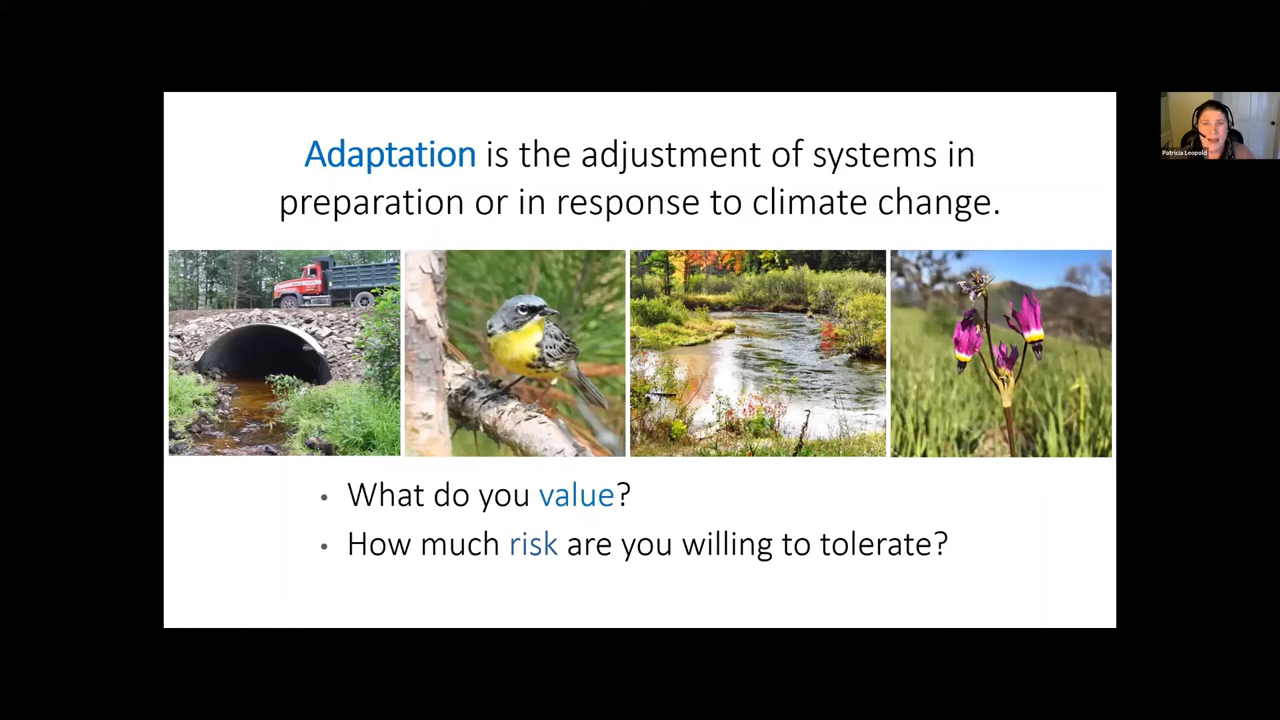 Adaptation is the adjustment of systems in
preparation or in response to climate change.
Patricia Leopold
• What do you value?
• How much risk are you willing to tolerate?